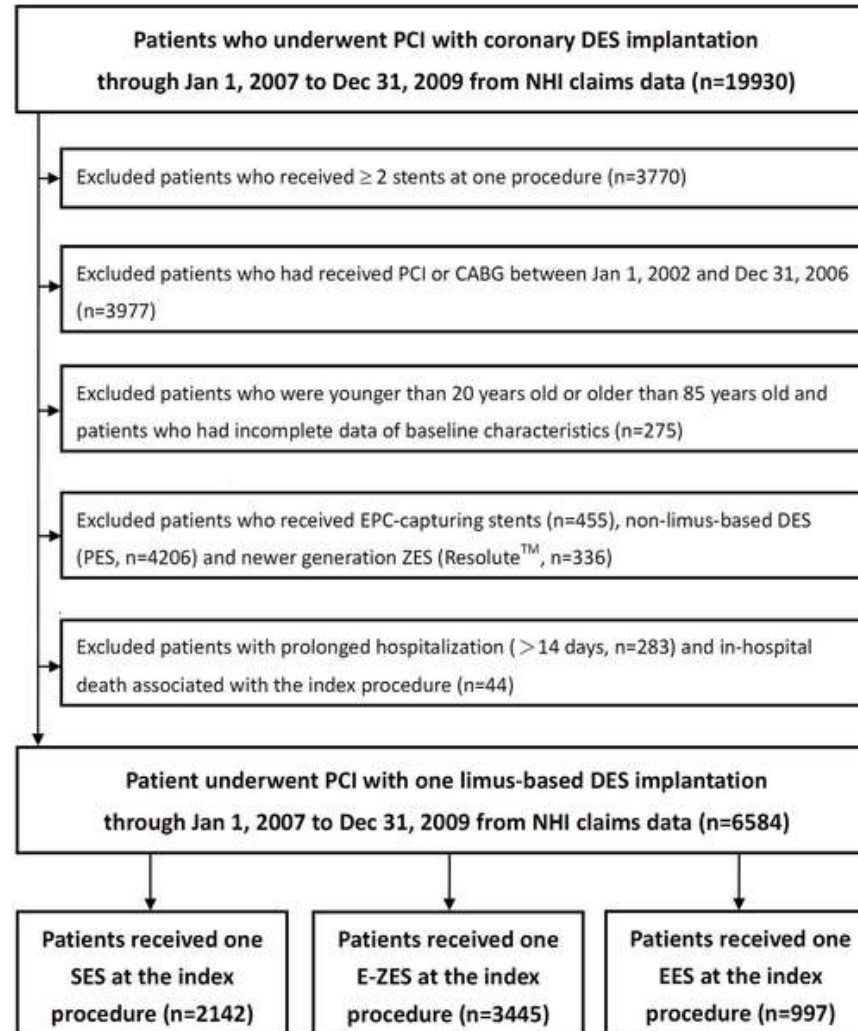 Patients who underwent PCI with coronary DES implantation
through Jan 1, 2007 to Dec 31, 2009 from NHI claims data (n=19930)
Excluded patients who received ≥ 2 stents at one procedure (n=3770)
Excluded patients who had received PCI or CABG between Jan 1, 2002 and Dec 31, 2006
(n=3977)
Excluded patients who were younger than 20 years old or older than 85 years old and
patients who had incomplete data of baseline characteristics (n=275)
Excluded patients who received EPC-capturing stents (n=455), non-limus-based DES
(PES, n=4206) and newer generation ZES (Resolute™, n=336)
Excluded patients with prolonged hospitalization (>14 days, n=283) and in-hospital
death associated with the index procedure (n=44)
Patient underwent PCI with one limus-based DES implantation
through Jan 1, 2007 to Dec 31, 2009 from NHI claims data (n=6584)
Patients received one
SES at the index
procedure (n=2142)
Patients received one
E-ZES at the index
procedure (n=3445)
Patients received one
EES at the index
procedure (n=997)